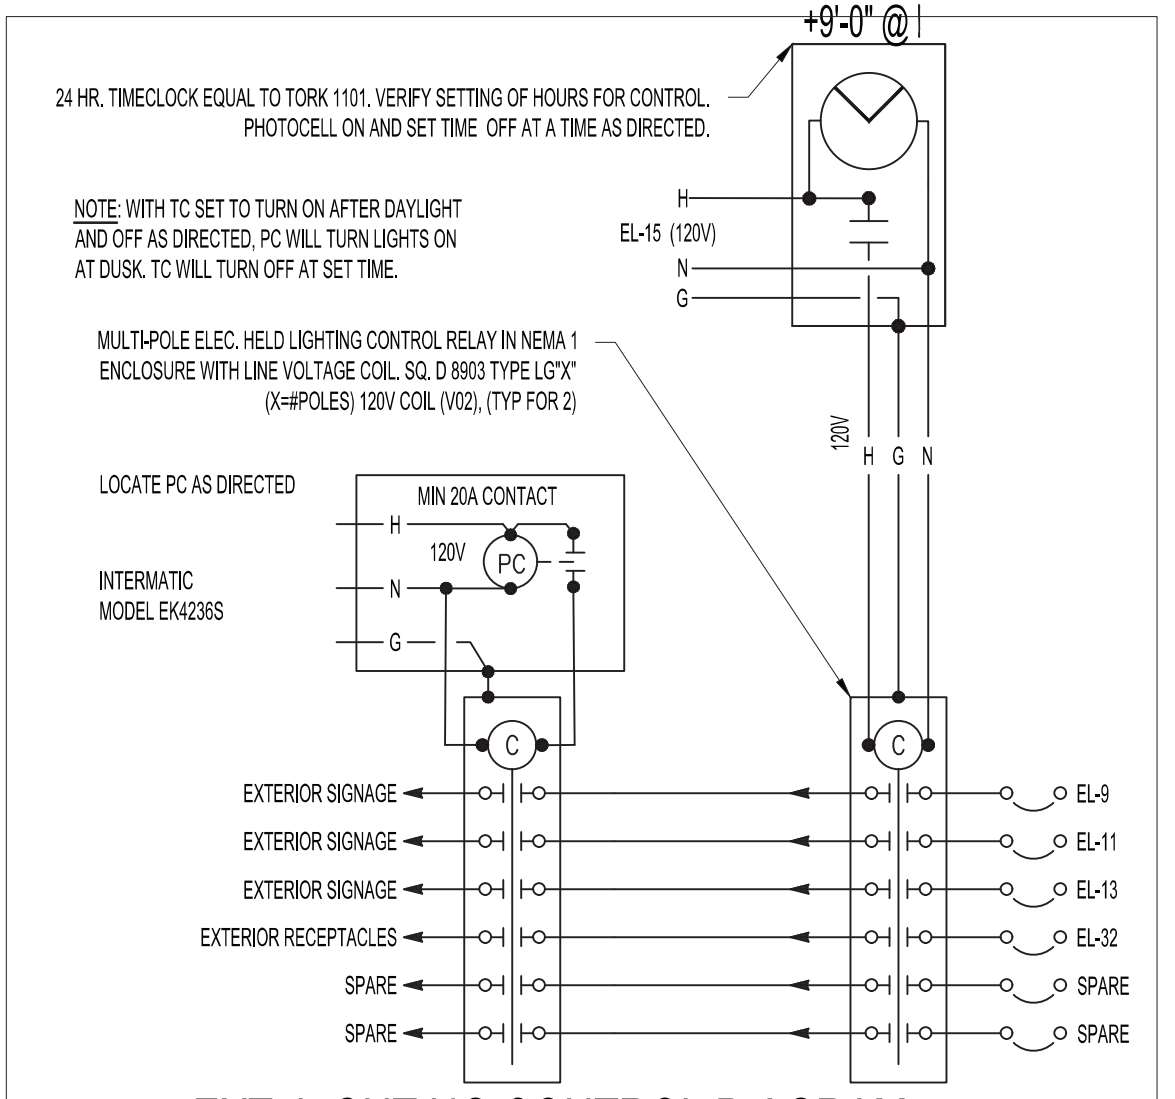 +9'-0" @
24 HR. TIMECLOCK EQUAL TO TORK 1101. VERIFY SETTING OF HOURS FOR CONTROL.
PHOTOCELL ON AND SET TIME OFF AT A TIME AS DIRECTED.
NOTE: WITH TC SET TO TURN ON AFTER DAYLIGHT
AND OFF AS DIRECTED, PC WILL TURN LIGHTS ON
AT DUSK. TC WILL TURN OFF AT SET TIME.
H
EL-15 (120V)
N
G
MULTI-POLE ELEC. HELD LIGHTING CONTROL RELAY IN NEMA 1
ENCLOSURE WITH LINE VOLTAGE COIL. SQ. D 8903 TYPE LG"X"
(X=#POLES) 120V COIL (V02), (TYP FOR 2)
120V
H G N
LOCATE PC AS DIRECTED
MIN 20A CONTACT
H
120V
PC
INTERMATIC
MODEL EK4236S
N
G
C
C
EXTERIOR SIGNAGE
EL-9
EXTERIOR SIGNAGE
EL-11
EXTERIOR SIGNAGE
EL-13
EXTERIOR RECEPTACLES
EL-32
SPARE
SPARE
SPARE
SPARE